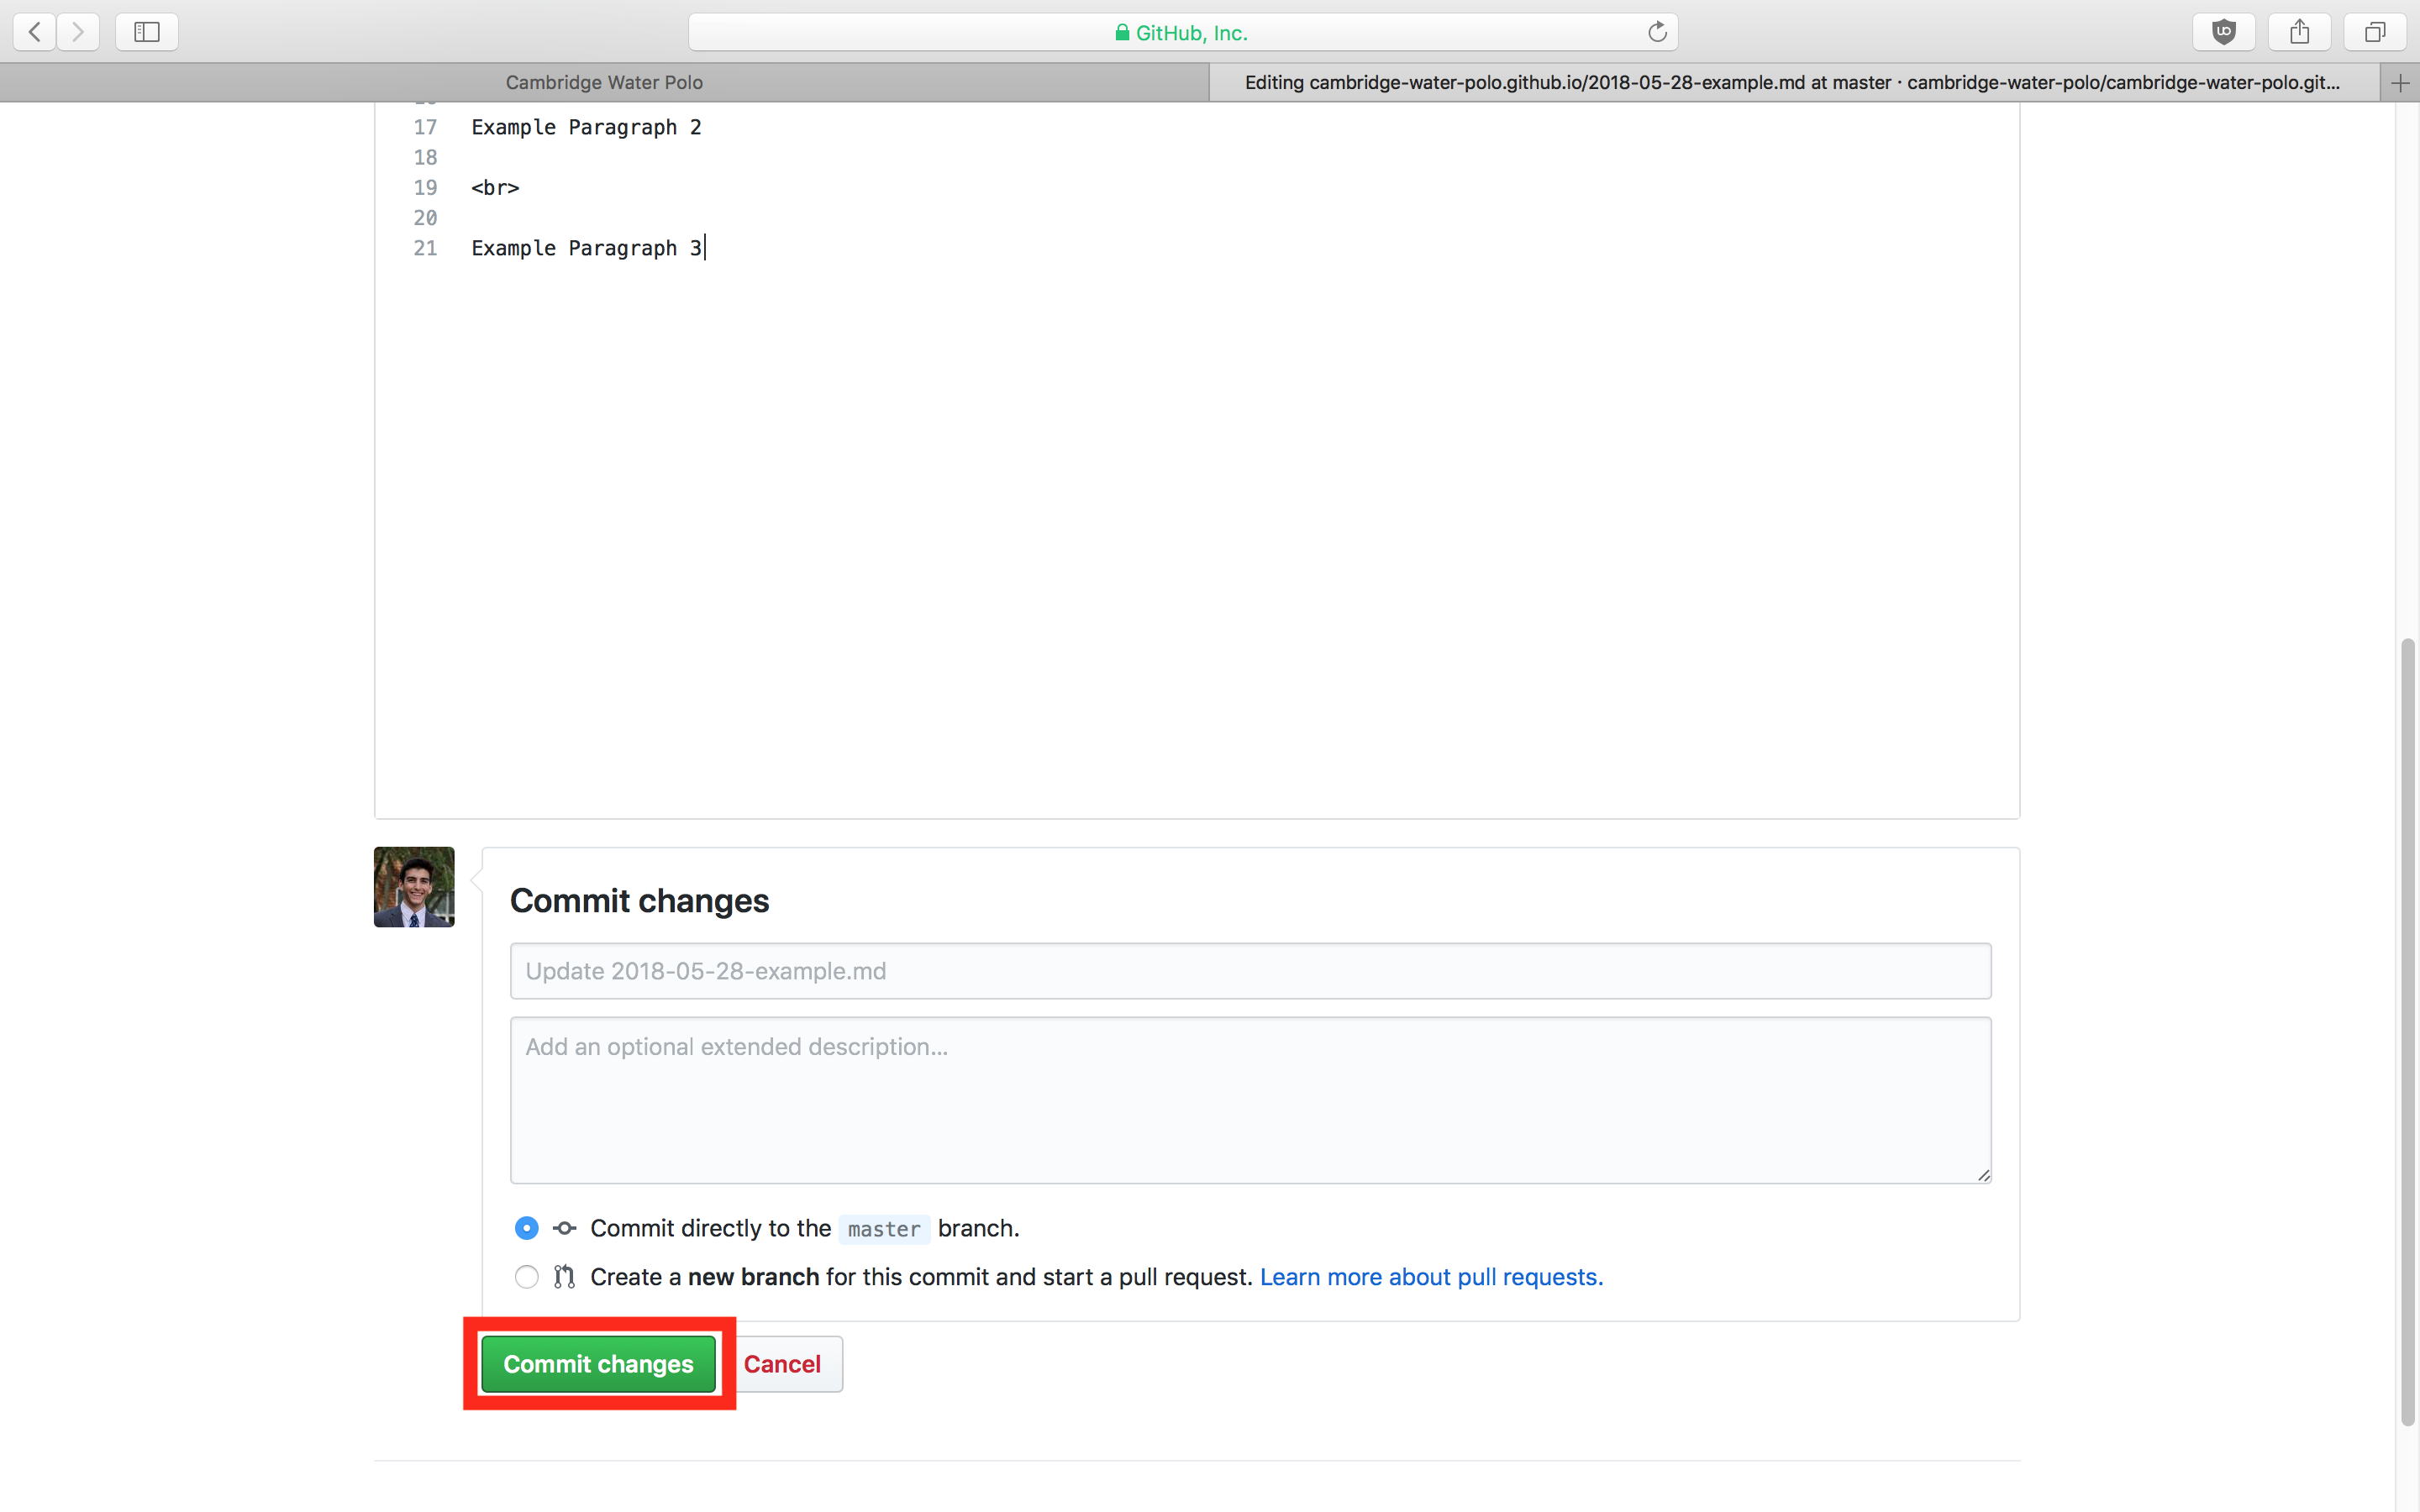 GitHub, Inc.
Cambridge Water Polo
Editing cambridge-water-polo.github.io/2018-05-28-example.md at master · cambridge-water-polo/cambridge-water-polo.git...
17 Example Paragraph 2
18
19 <br>
20
21 Example Paragraph 3
Commit changes
Update 2018-05-28-example.md
Add an optional extended description...
Commit directly to the master branch.
Create a new branch for this commit and start a pull request. Learn more about pull requests.
Commit changes Cancel